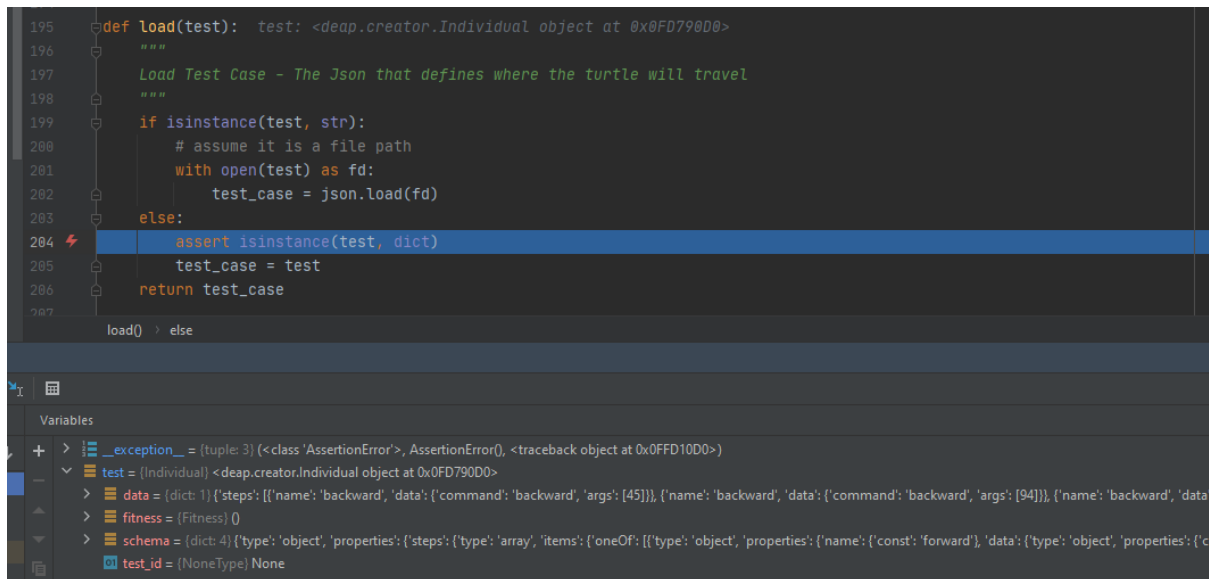 195 def load(test): test: <deap.creator.Individual object at 0x0FD790D0>
196 """
197 Load Test Case - The Json that defines where the turtle will travel
198 """
199 if isinstance(test, str):
200 # assume it is a file path
201 with open(test) as fd:
202 test_case = json.load(fd)
203 else:
204 assert isinstance(test, dict)
205 test_case = test
206 return test_case
207
load() › else
Variables
__exception__ = {tuple: 3} (<class 'AssertionError'>, AssertionError(), <traceback object at 0x0FFD10D0>)
test = {Individual} <deap.creator.Individual object at 0x0FD790D0>
data = {dict: 1} {'steps': [[{'name': 'backward', 'data': {'command': 'backward', 'args': [45]}}, {'name': 'backward', 'data': {'command': 'backward', 'args': [94]}}, {'name': 'backward', 'data
fitness = {Fitness} ()
schema = {dict: 4} {'type': 'object', 'properties': {'steps': {'type': 'array', 'items': {'oneOf': [{'type': 'object', 'properties': {'name': {'const': 'forward'}, 'data': {'type': 'object', 'properties': {'c
01 test_id = {NoneType} None